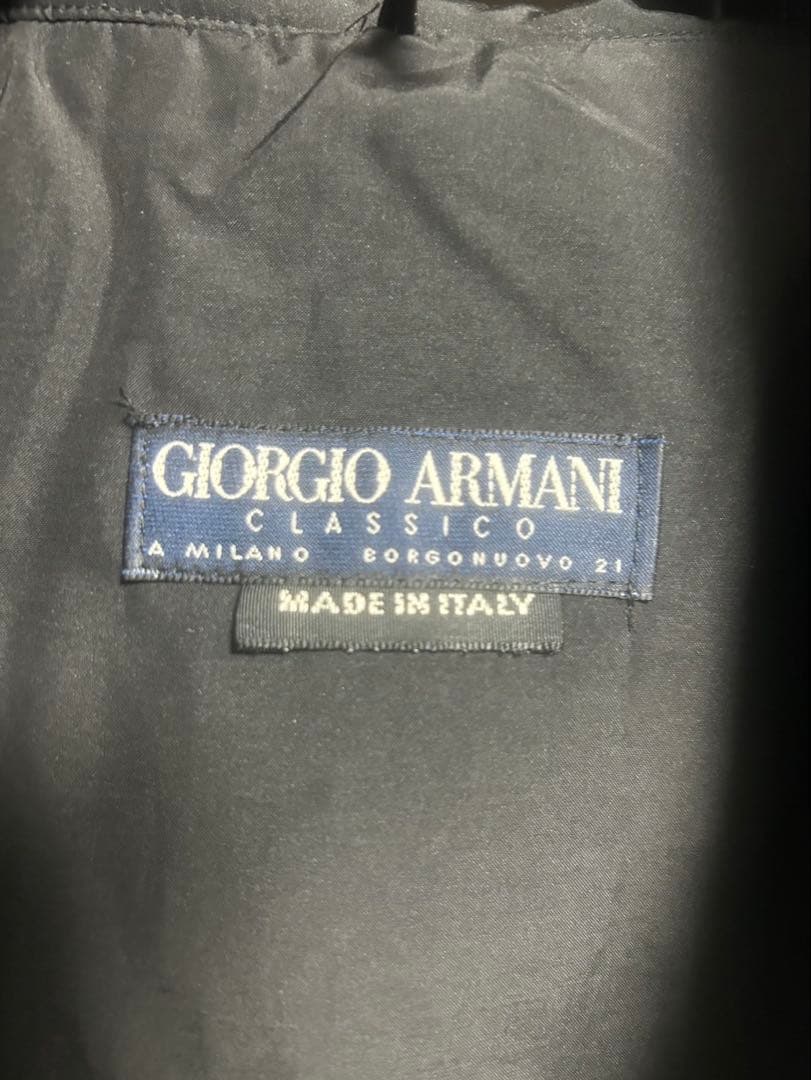 GIORGIO ARMANI
CLASSICO
A MILANO BORGONUOVO 21
MADE IN ITALY